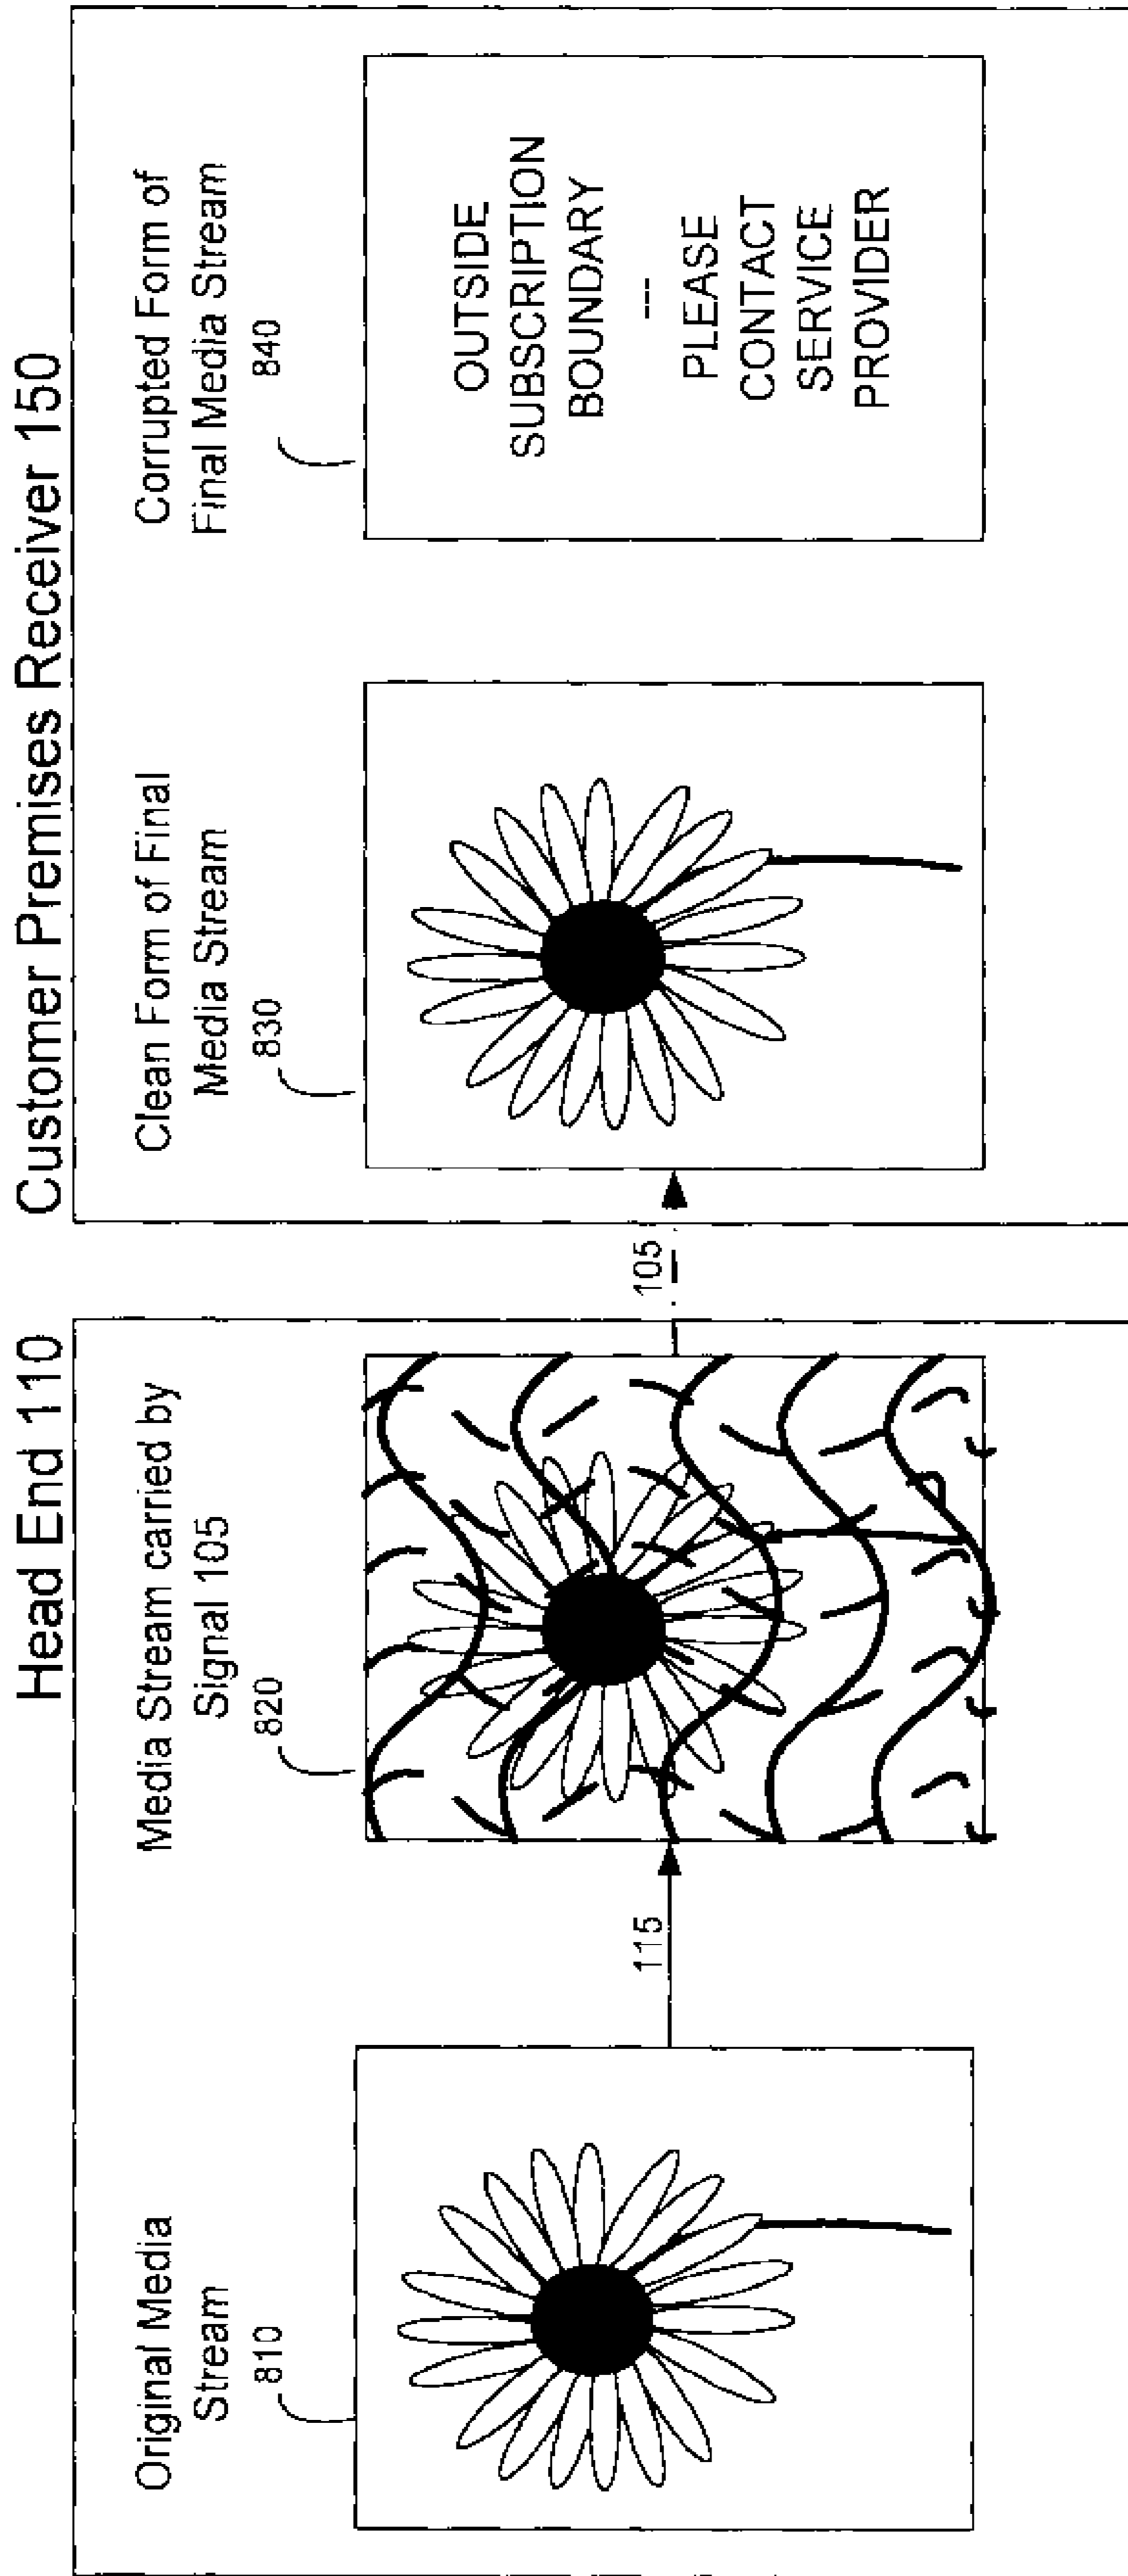 Head End 110
Original Media
Stream
810
115
Media Stream carried by
Signal 105
820
105
Customer Premises Receiver 150
Clean Form of Final
Media Stream
830
Corrupted Form of
Final Media Stream
840
OUTSIDE
SUBSCRIPTION
BOUNDARY
---
PLEASE
CONTACT
SERVICE
PROVIDER